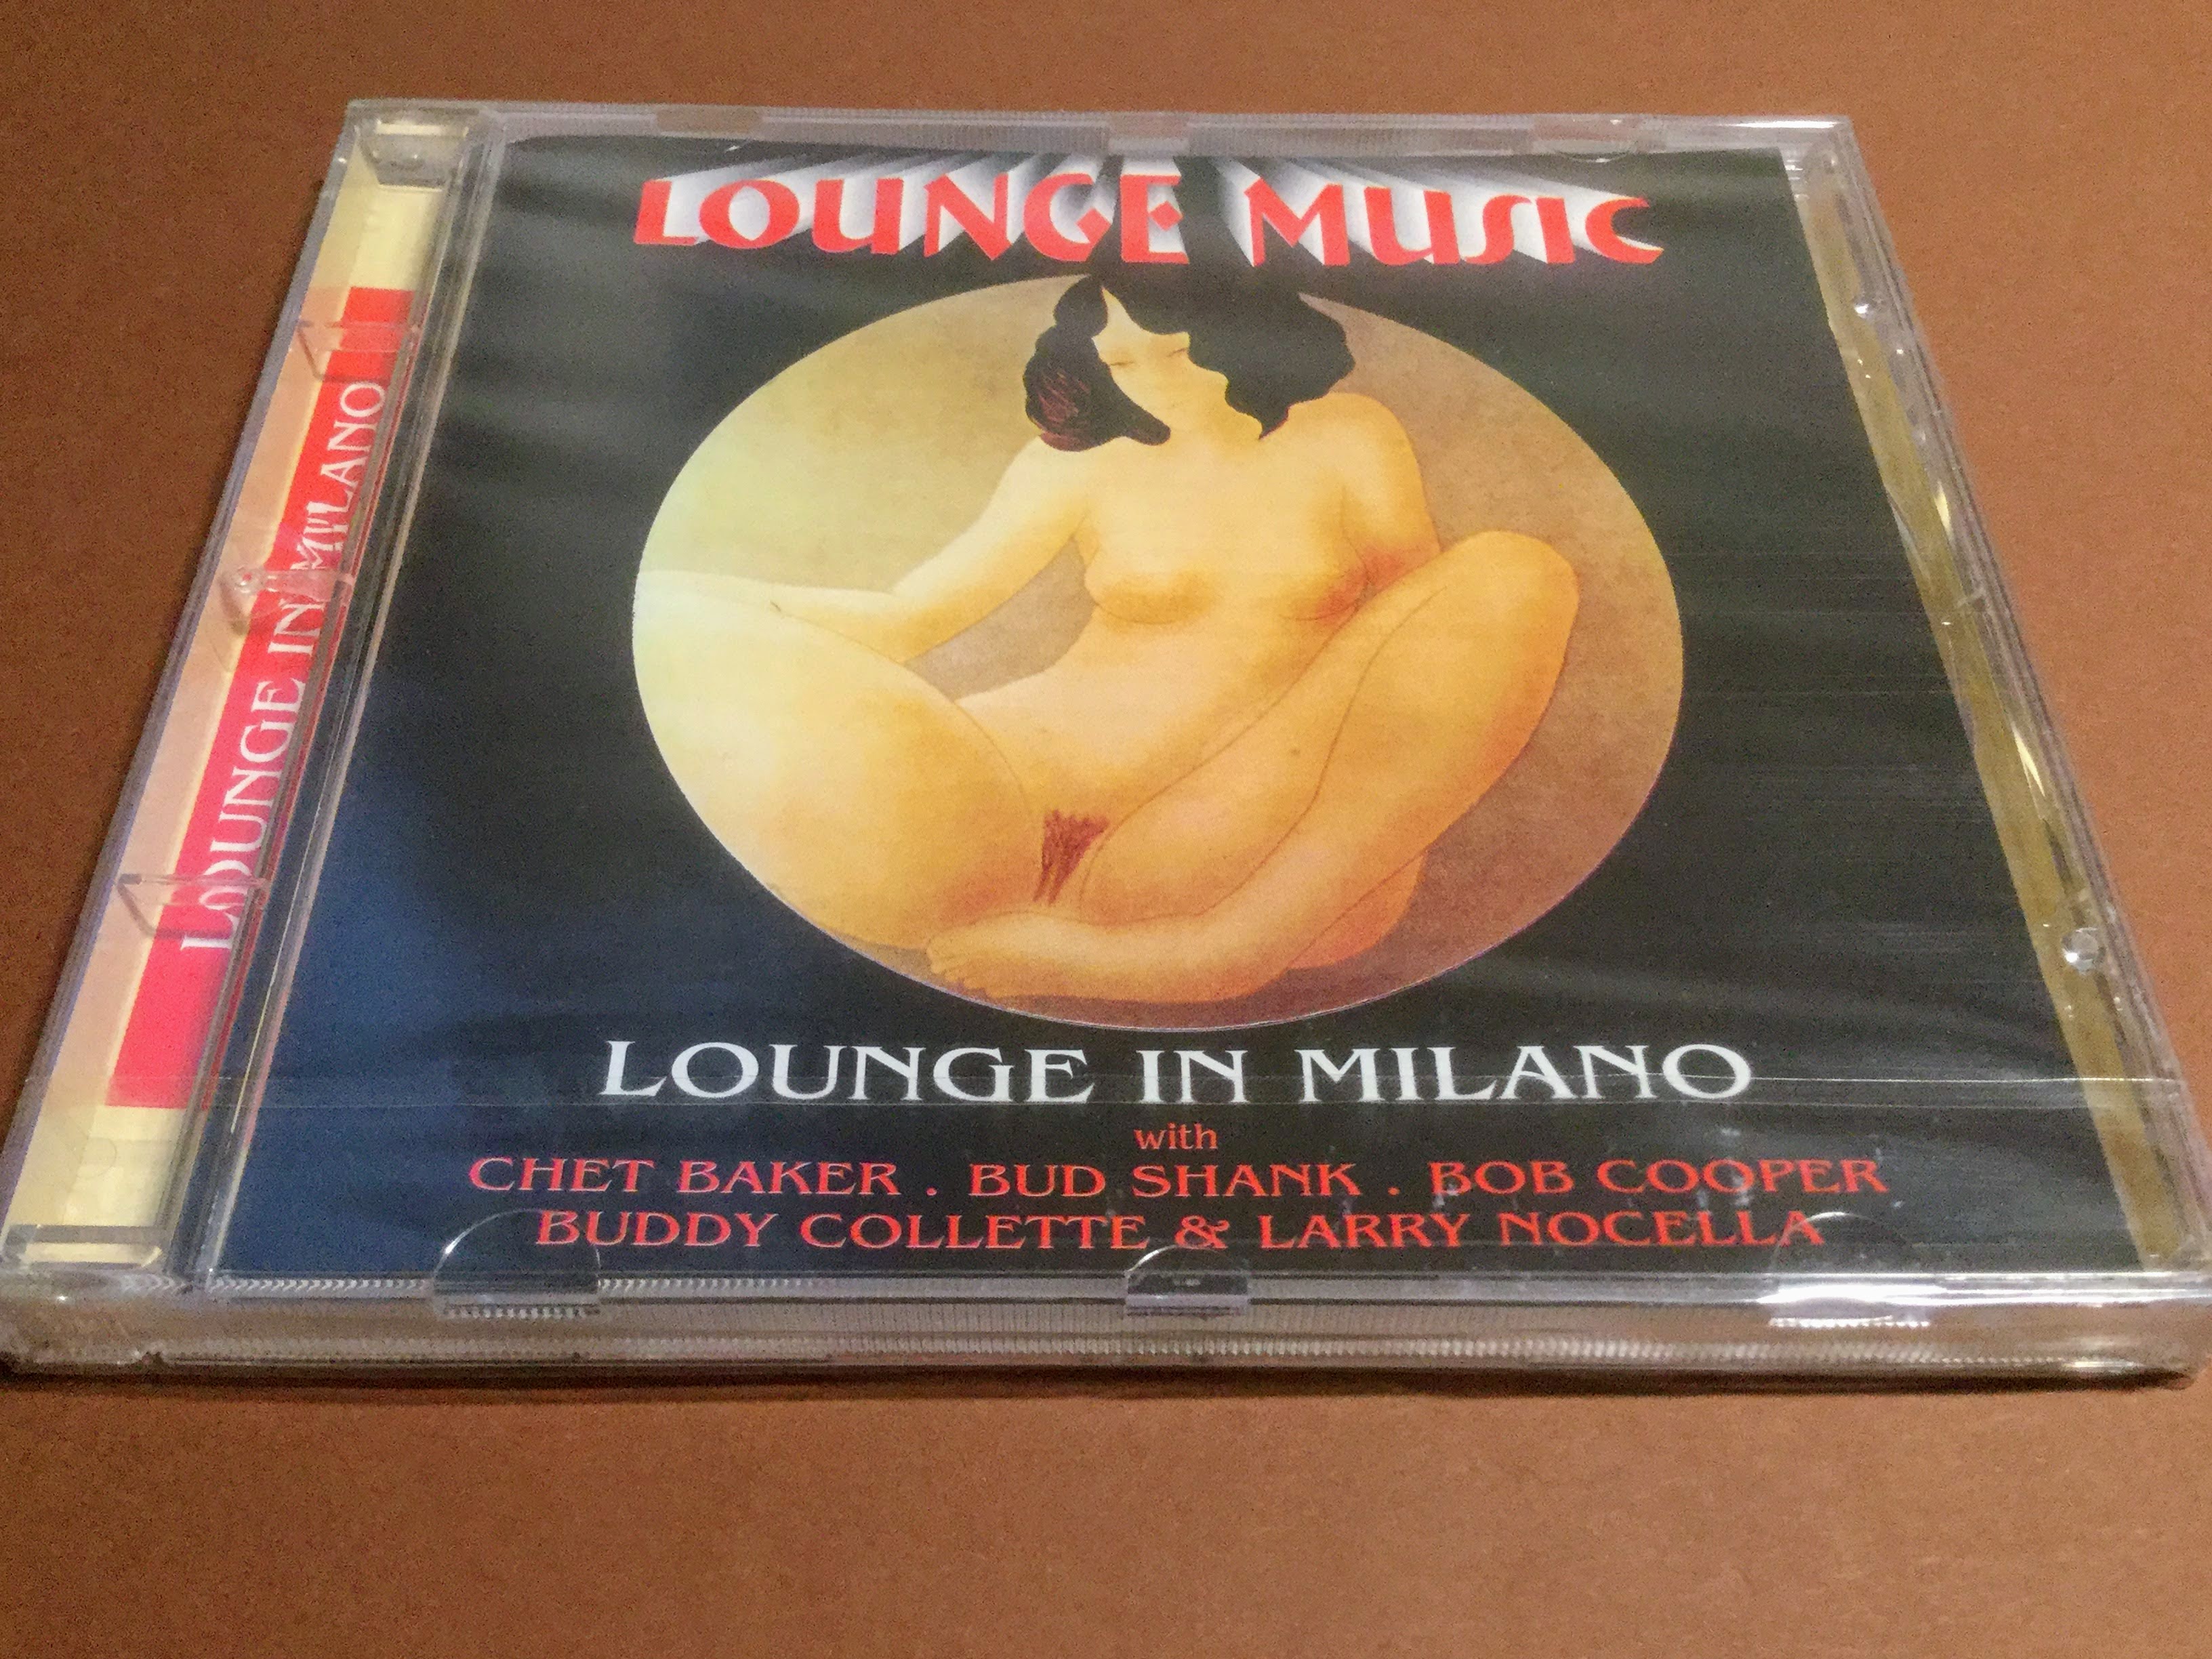 LOUNGE MUSIC
LOUNGE IN MILANO
LOUNGE IN MILANO
with
CHET BAKER . BUD SHANK . BOB COOPER
BUDDY COLLETTE & LARRY NOCELLA